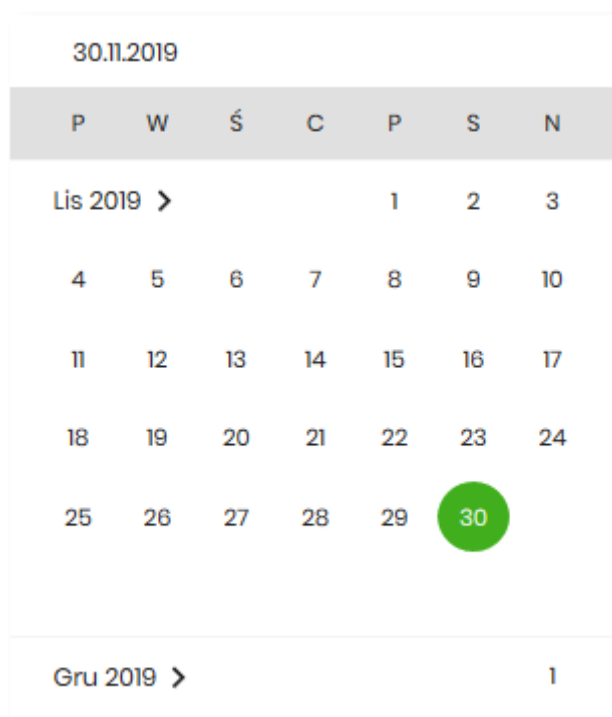 30.11.2019
P W Ś C P S N
Lis 2019 1 2 3
4 5 6 7 8 9 10
11 12 13 14 15 16 17
18 19 20 21 22 23 24
25 26 27 28 29 30
Gru 2019 1